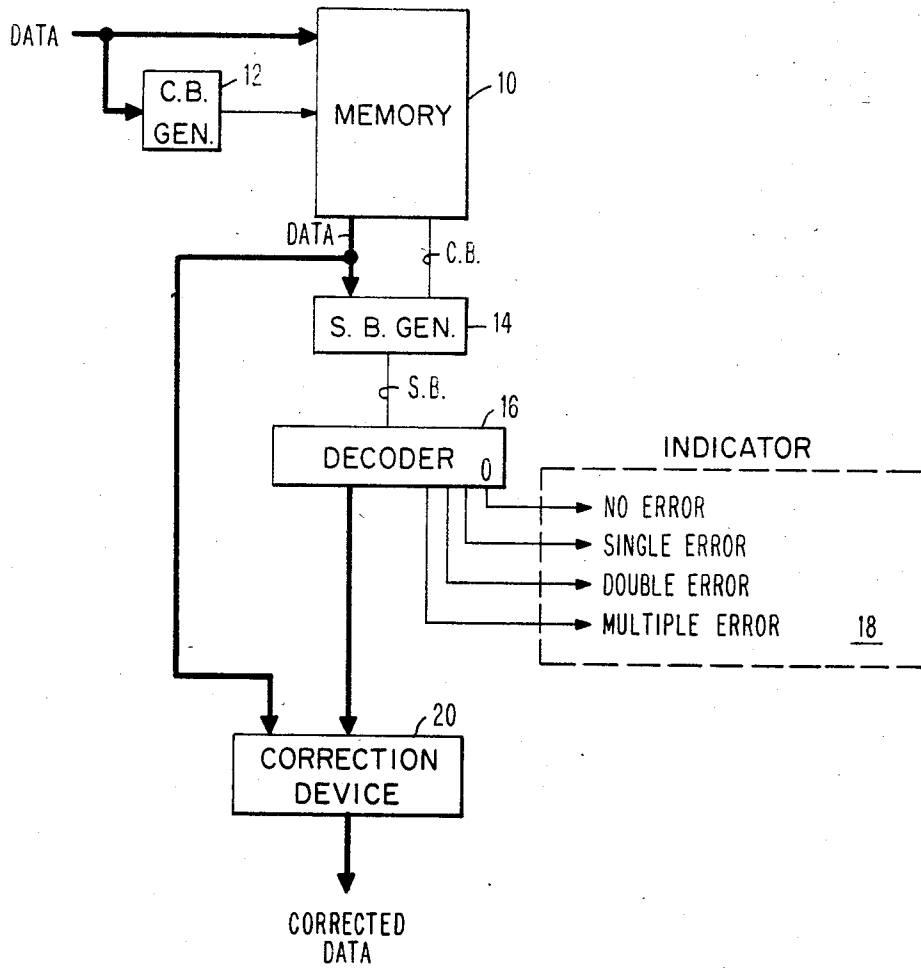 DATA
12
C.B.
GEN.
MEMORY
10
DATA
C.B.
S. B. GEN.
14
S.B.
16
DECODER
0
INDICATOR
NO ERROR
SINGLE ERROR
DOUBLE ERROR
MULTIPLE ERROR
18
20
CORRECTION
DEVICE
CORRECTED
DATA